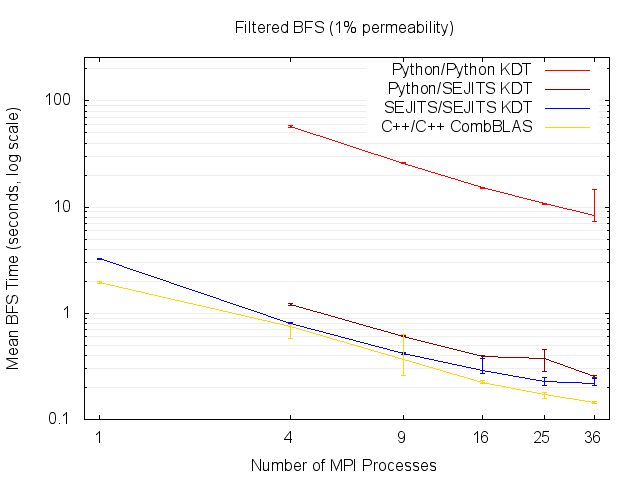 Filtered BFS (1% permeability)
Python/Python KDT
Python/SEJITS KDT
SEJITS/SEJITS KDT
C++/C++ CombBLAS
Mean BFS Time (seconds, log scale)
100
10
1
0.1
1 4 9 16 25 36
Number of MPI Processes